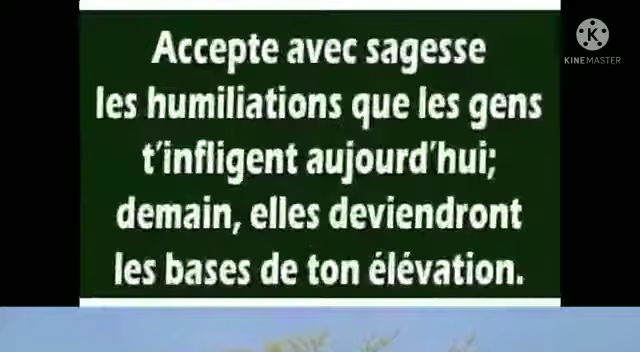 Accepte avec sagesse
les humiliations que les gens
t'infligent aujourd'hui;
demain, elles deviendront
les bases de ton élévation.
K
KINEMASTER